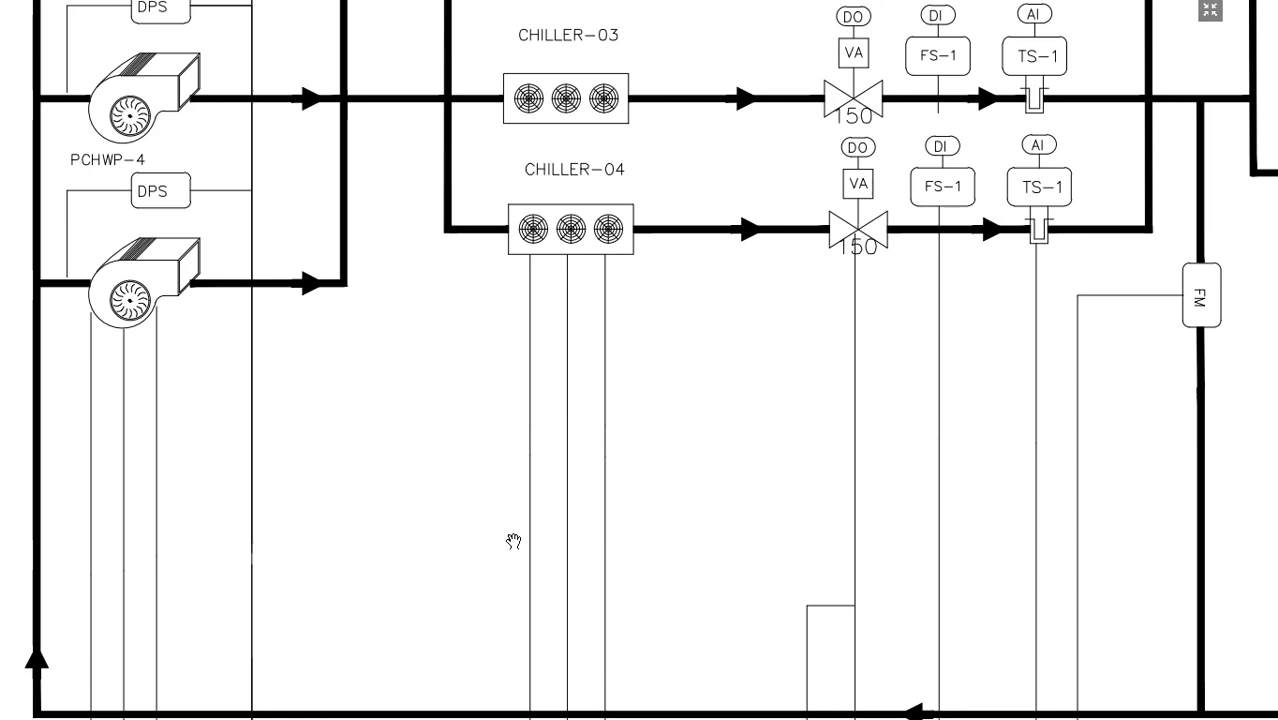 DPS
DO
DI
AI
CHILLER-03
VA
FS-1
TS-1
150
PCHWP-4
DO
DI
AI
CHILLER-04
DPS
VA
FS-1
TS-1
150
FM